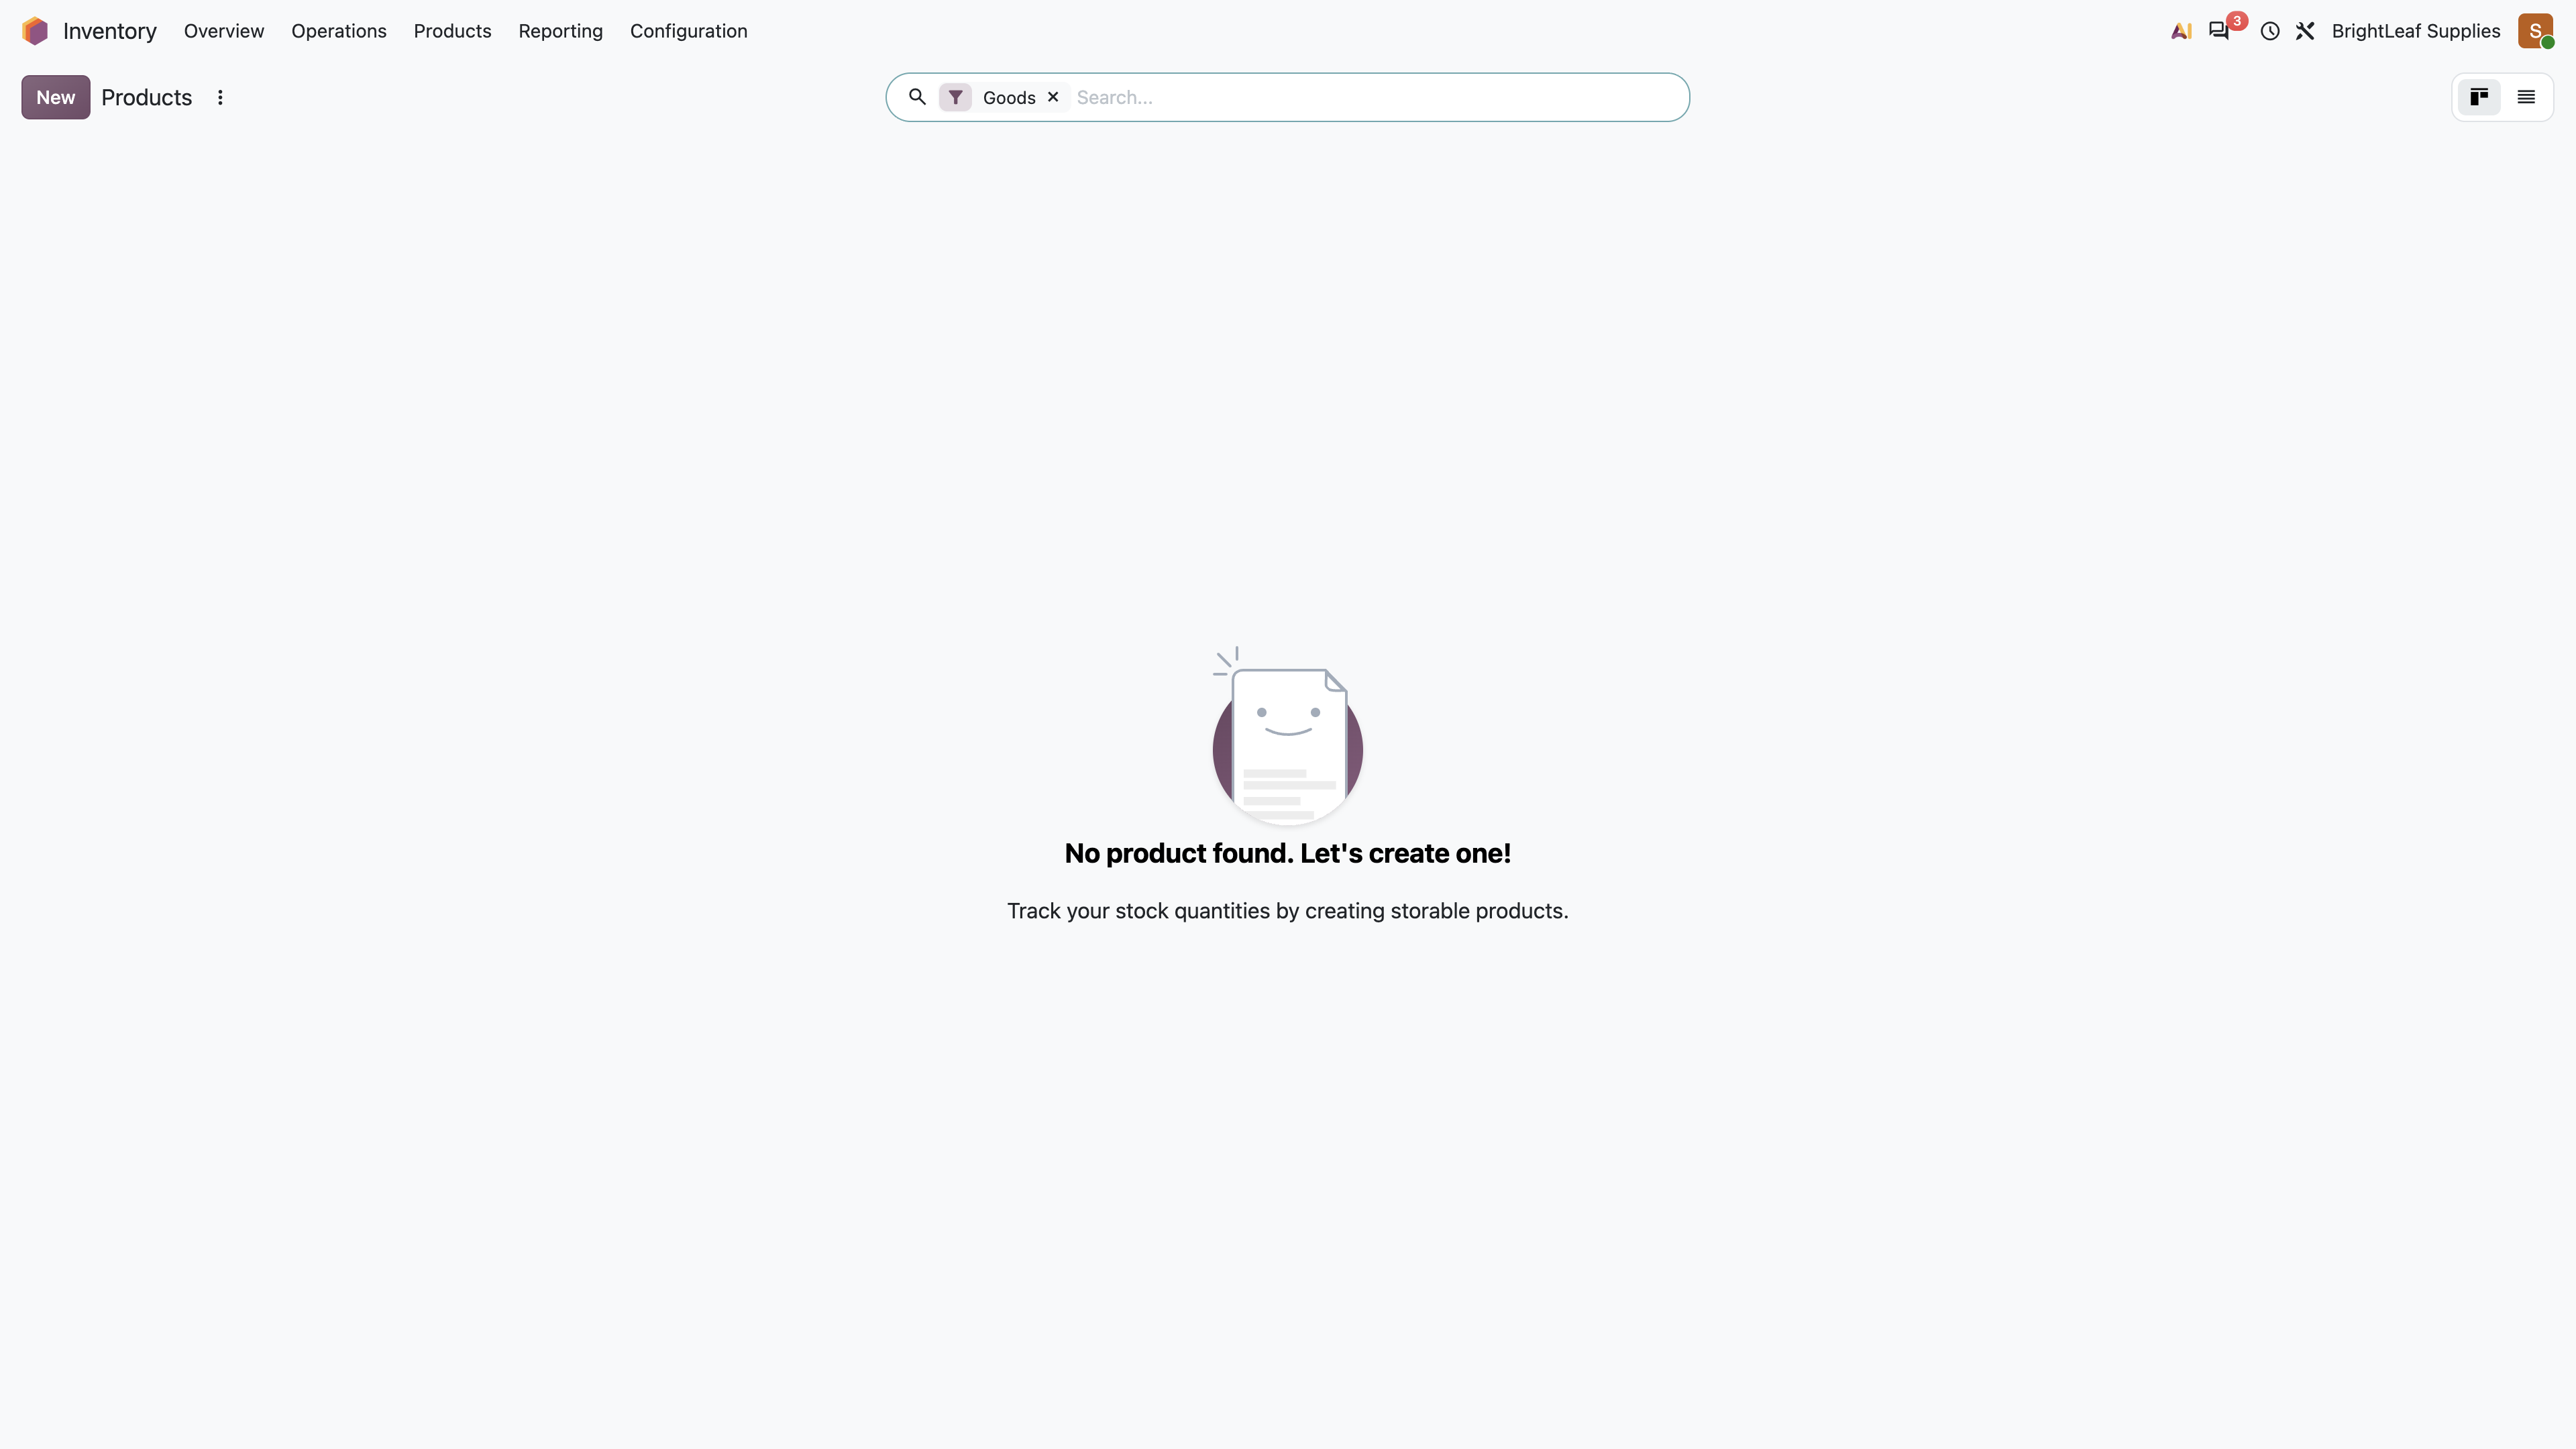 Inventory Overview Operations Products Reporting Configuration AI 3 BrightLeaf Supplies S
New Products Goods Search...
No product found. Let's create one!
Track your stock quantities by creating storable products.